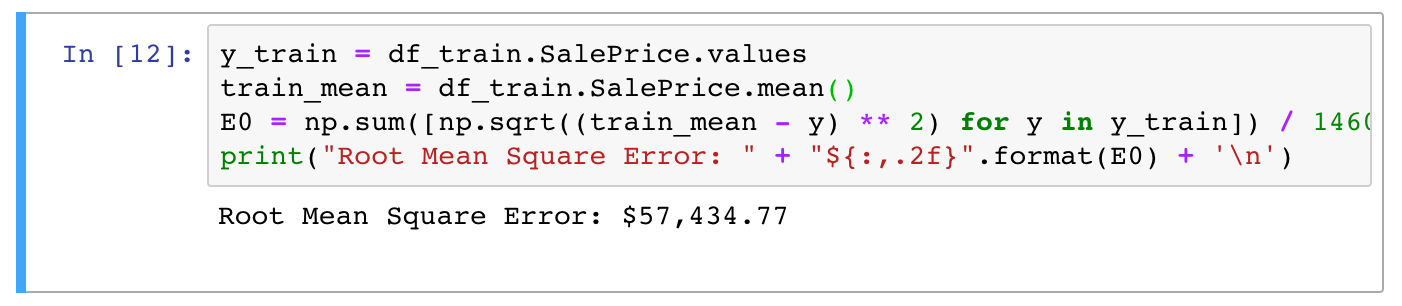 In [12]:
y_train = df_train.SalePrice.values
train_mean = df_train.SalePrice.mean()
E0 = np.sum([np.sqrt((train_mean - y) ** 2) for y in y_train]) / 1460
print("Root Mean Square Error: " + "${:,.2f}".format(E0) + '\n')
Root Mean Square Error: $57,434.77